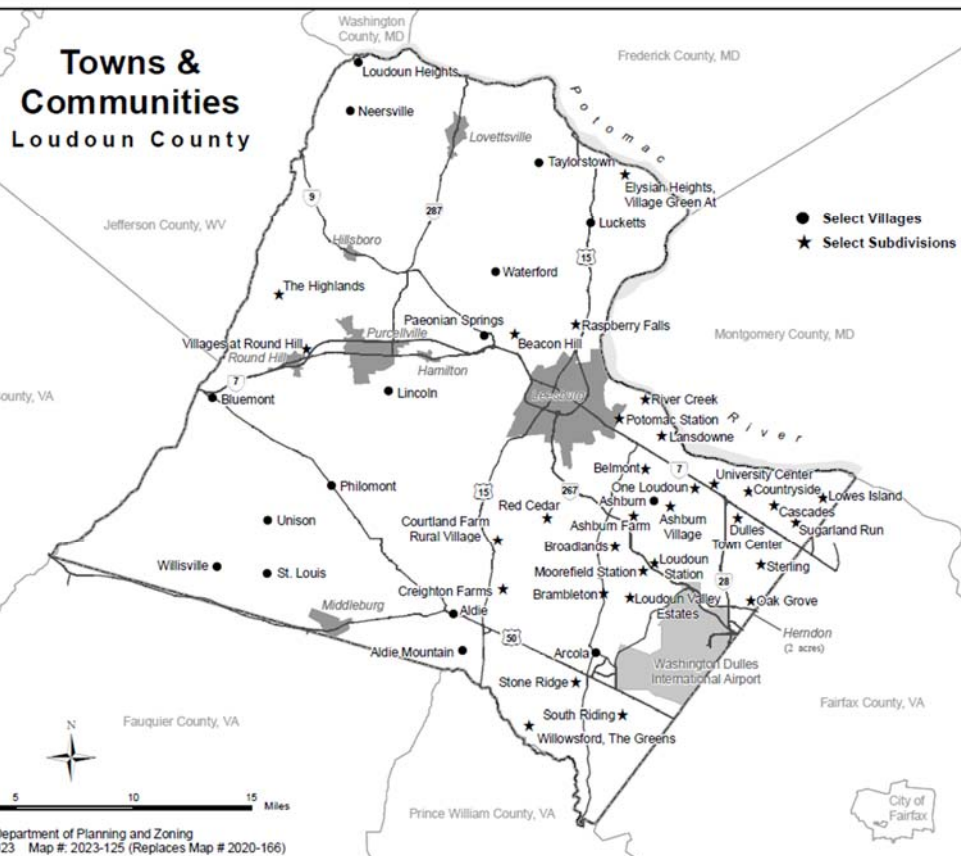 Towns &
Communities
Loudoun County
Washington
County, MD
Frederick County, MD
Potomac
Loudoun Heights
Neersville
Lovettsville
Taylorstown
Elysian Heights,
Village Green At
9
287
Lucketts
Select Villages
Select Subdivisions
Jefferson County, WV
Hillsboro
15
Waterford
The Highlands
Paeonian Springs
Raspberry Falls
Montgomery County, MD
Purcellville
Beacon Hill
Villages at Round Hill
Round Hill
Hamilton
7
Lincoln
Leesburg
ounty, VA
Bluemont
River Creek
River
Potomac Station
Lansdowne
Belmont
7
University Center
Philomont
15
267
One Loudoun
Countryside
Lowes Island
Red Cedar
Ashburn
Cascades
Unison
Courtland Farm
Rural Village
Ashburn Farm
Ashburn
Village
Dulles
Town Center
Sugarland Run
Broadlands
Willisville
St. Louis
Moorefield Station
Loudoun
Station
Sterling
28
Creighton Farms
Brambleton
Loudoun Valley
Estates
Oak Grove
Middleburg
Aldie
50
Herndon
(2 acres)
Aldie Mountain
Arcola
Washington Dulles
International Airport
Stone Ridge
Fairfax County, VA
Fauquier County, VA
South Riding
Willowsford, The Greens
N
5
10
15
Miles
Prince William County, VA
City of
Fairfax
epartment of Planning and Zoning
23 Map #: 2023-125 (Replaces Map # 2020-166)